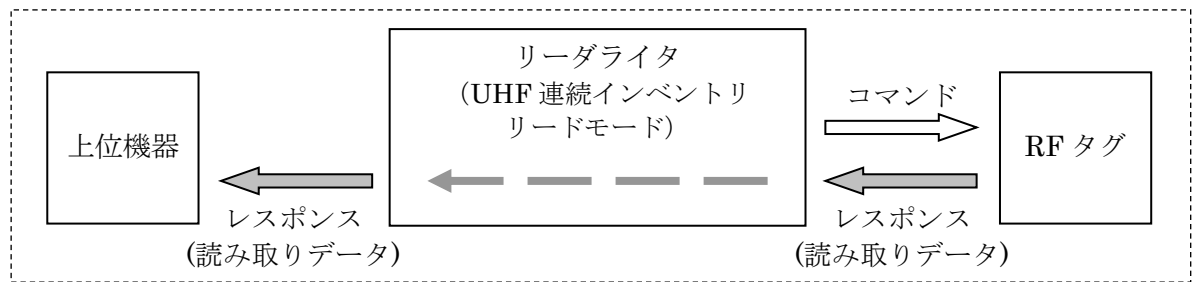 リーダライタ
（UHF 連続インベントリ
リードモード）
上位機器
コマンド
RF タグ
レスポンス
(読み取りデータ)
レスポンス
(読み取りデータ)